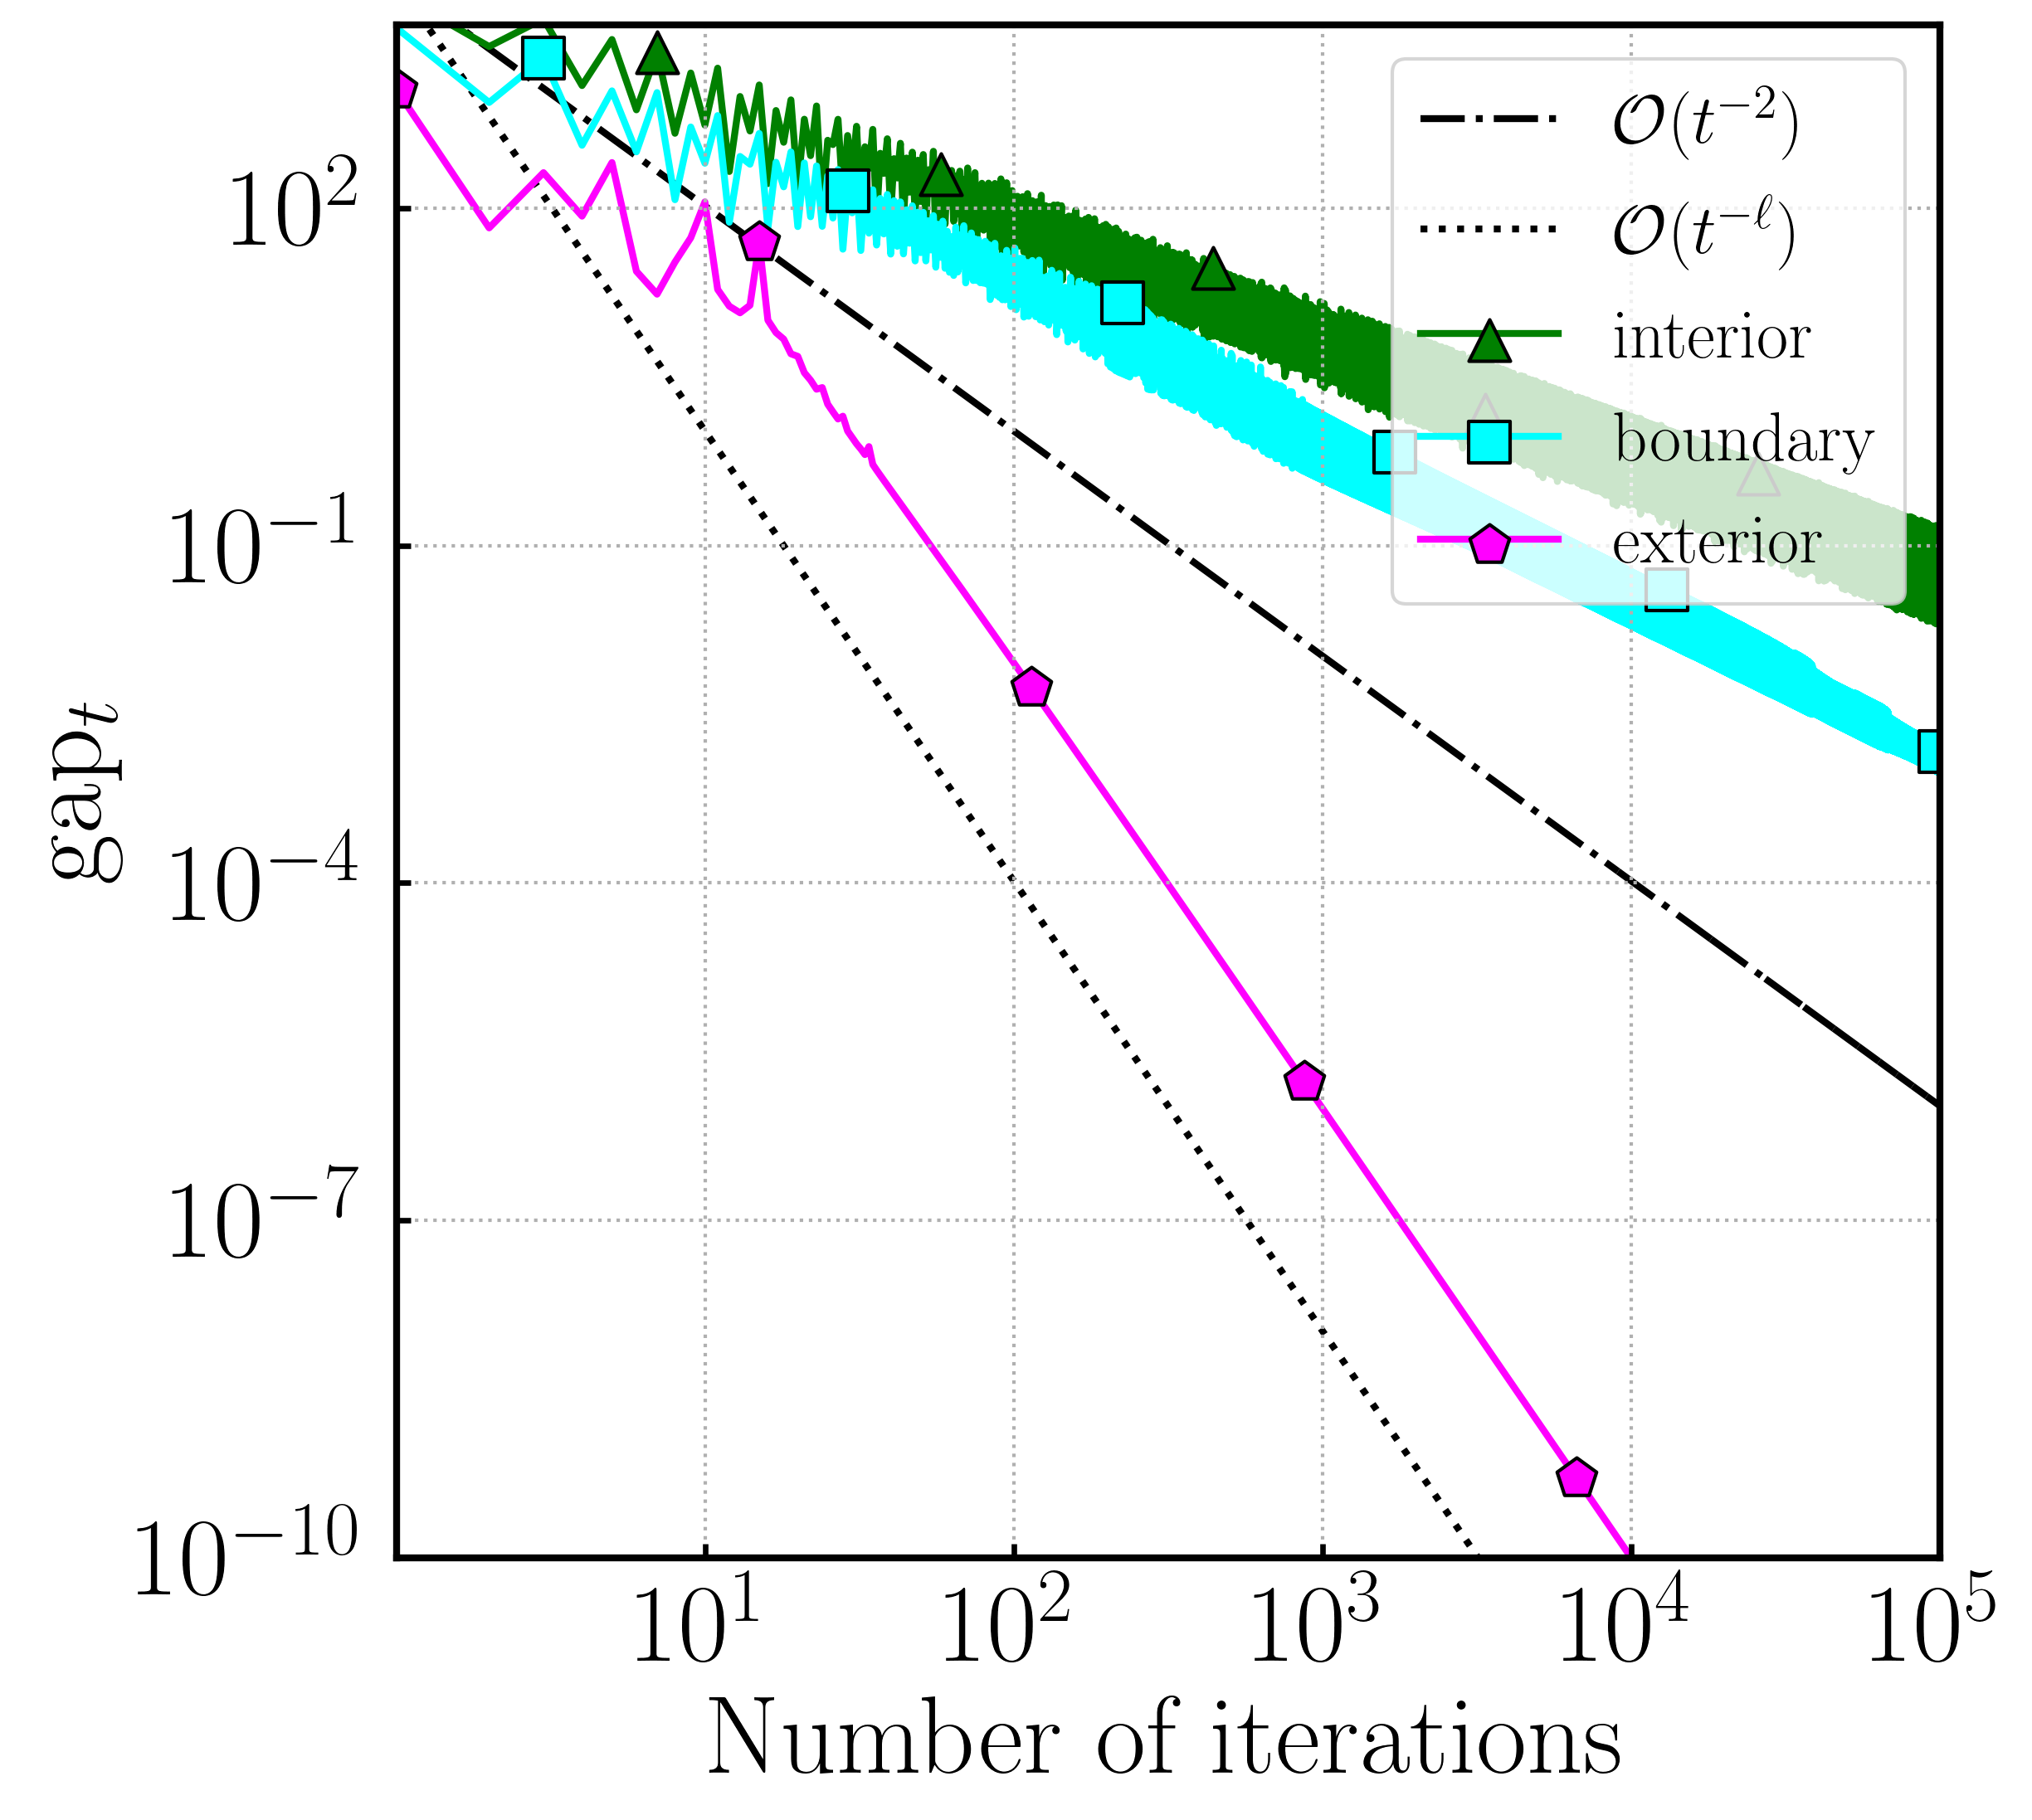 10²
10⁻¹
10⁻⁴
10⁻⁷
10⁻¹⁰
gapₜ
𝒪(t⁻²)
𝒪(t^{-ℓ})
interior
boundary
exterior
10¹ 10² 10³ 10⁴ 10⁵
Number of iterations